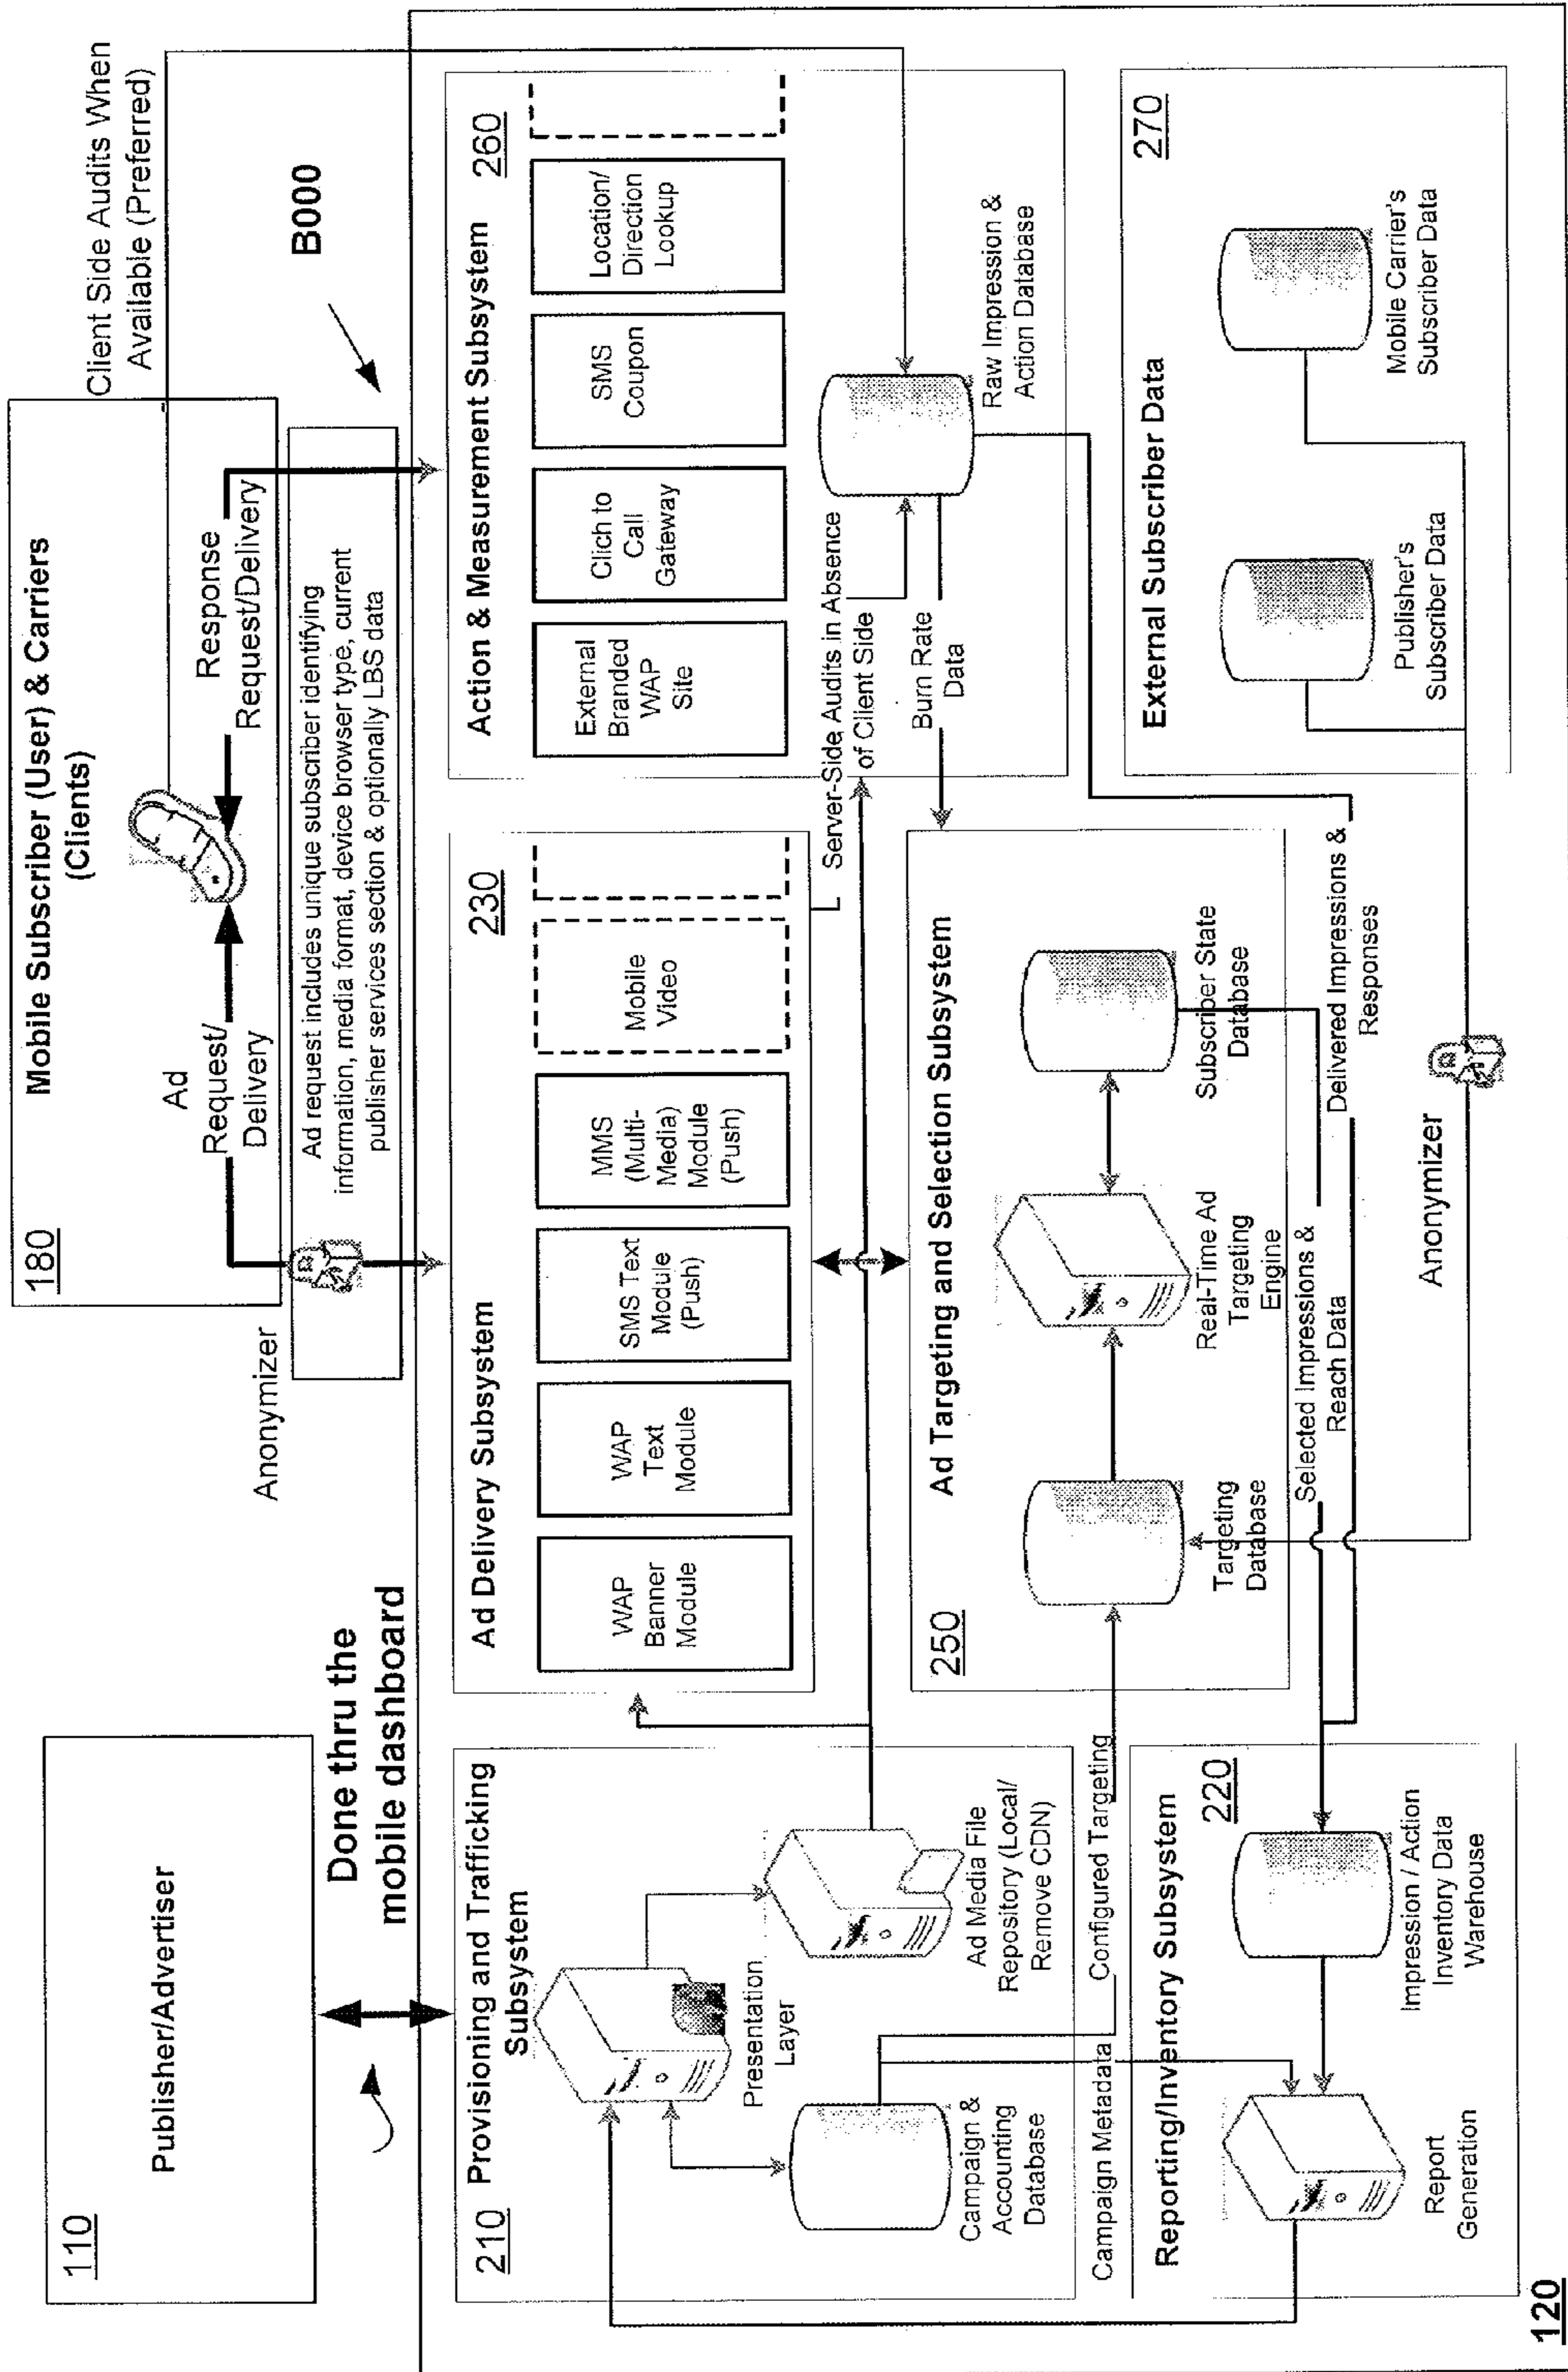 110
Publisher/Advertiser
Done thru the
mobile dashboard
180
Mobile Subscriber (User) & Carriers
(Clients)
Ad
Request/
Delivery
Response
Request/Delivery
Client Side Audits When
Available (Preferred)
Anonymizer
Ad request includes unique subscriber identifying
information, media format, device browser type, current
publisher services section & optionally LBS data
B000
210
Provisioning and Trafficking
Subsystem
Presentation
Layer
Campaign &
Accounting
Database
Ad Media File
Repository (Local/
Remove CDN)
Ad Delivery Subsystem
230
WAP
Banner
Module
WAP
Text
Module
SMS Text
Module
(Push)
MMS
(Multi-
Media)
Module
(Push)
Mobile
Video
Action & Measurement Subsystem
260
External
Branded
WAP
Site
Clich to
Call
Gateway
SMS
Coupon
Location/
Direction
Lookup
Server-Side Audits in Absence
of Client Side
Burn Rate
Data
Raw Impression &
Action Database
250
Ad Targeting and Selection Subsystem
Targeting
Database
Real-Time Ad
Targeting
Engine
Subscriber State
Database
Configured Targeting
Campaign Metadata
Selected Impressions &
Reach Data
Delivered Impressions &
Responses
Reporting/Inventory Subsystem
220
Report
Generation
Impression / Action
Inventory Data
Warehouse
Anonymizer
External Subscriber Data
270
Publisher's
Subscriber Data
Mobile Carrier's
Subscriber Data
120